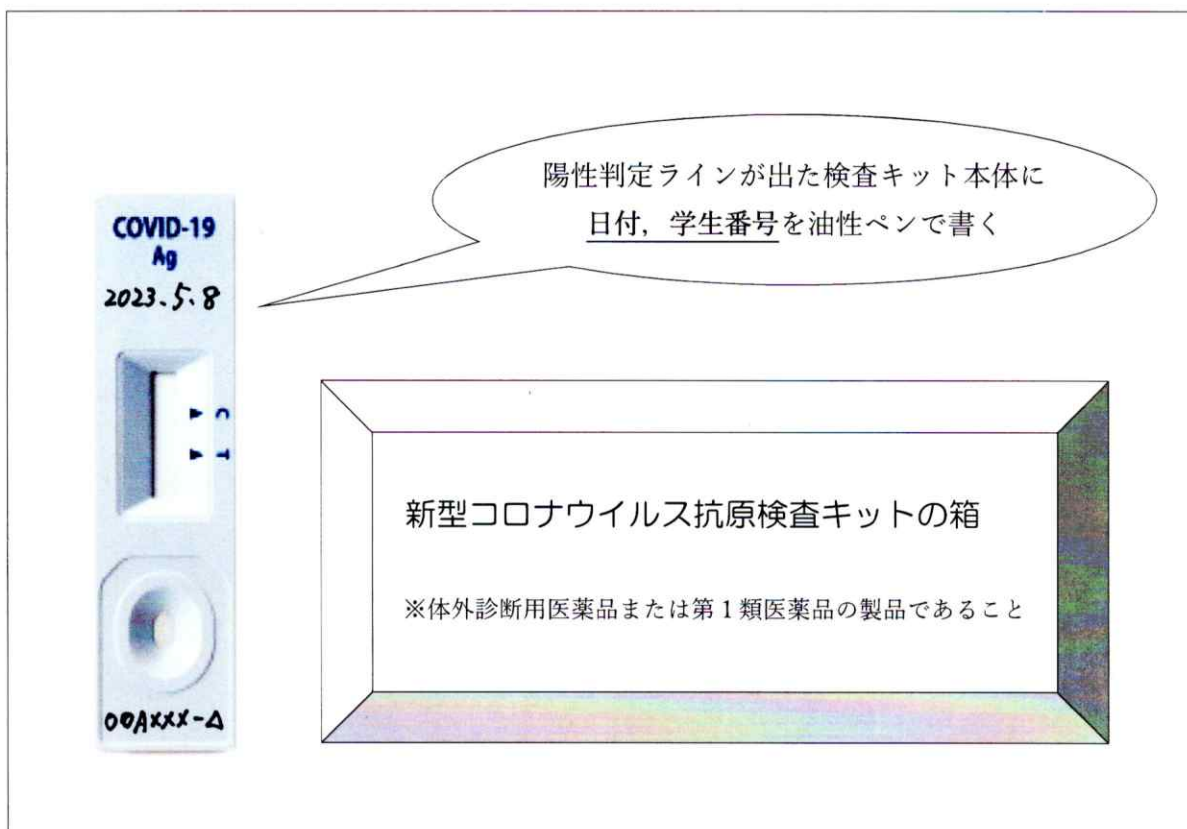 陽性判定ラインが出た検査キット本体に
日付，学生番号を油性ペンで書く
COVID-19
Ag
2023.5.8
C
T
00AXXX-△
新型コロナウイルス抗原検査キットの箱
※体外診断用医薬品または第１類医薬品の製品であること